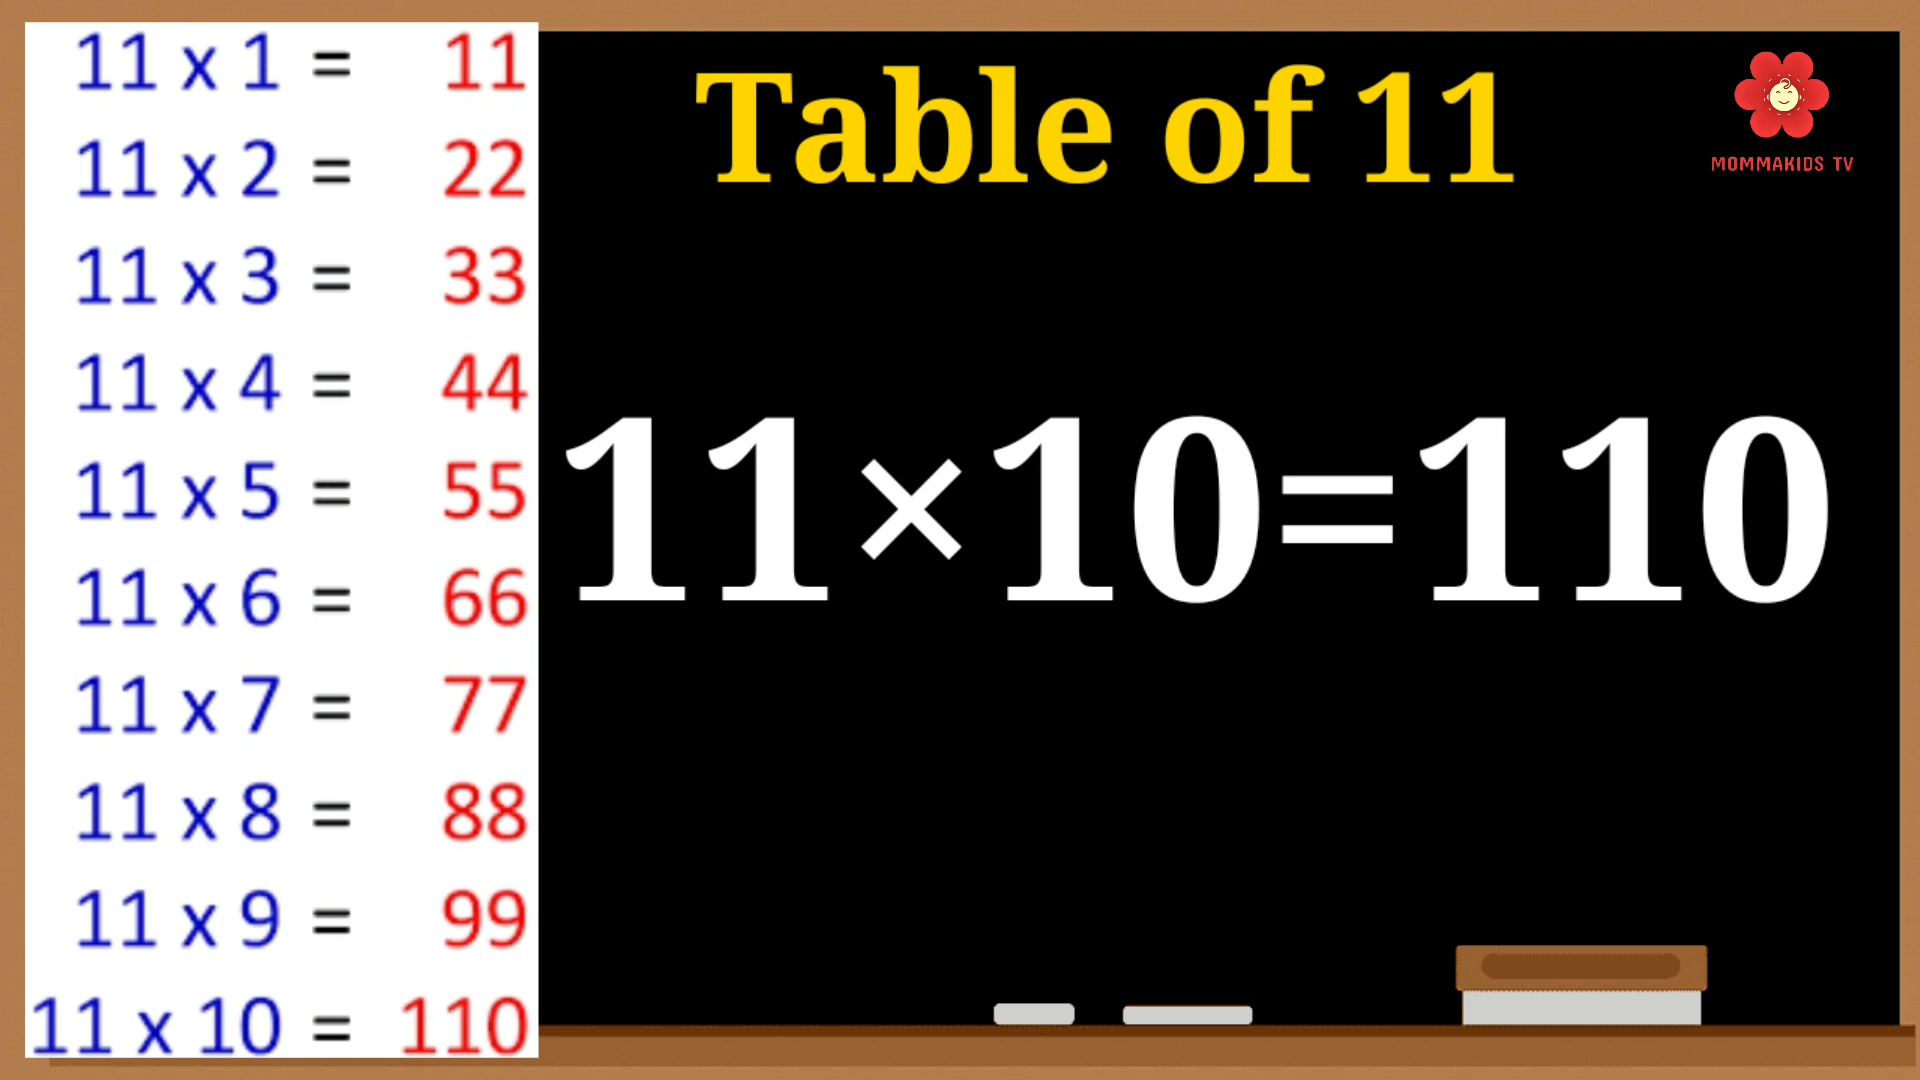 11 x 1 = 11
11 x 2 = 22
11 x 3 = 33
11 x 4 = 44
11 x 5 = 55
11 x 6 = 66
11 x 7 = 77
11 x 8 = 88
11 x 9 = 99
11 x 10 = 110
Table of 11
MOMMAKIDS TV
11×10=110